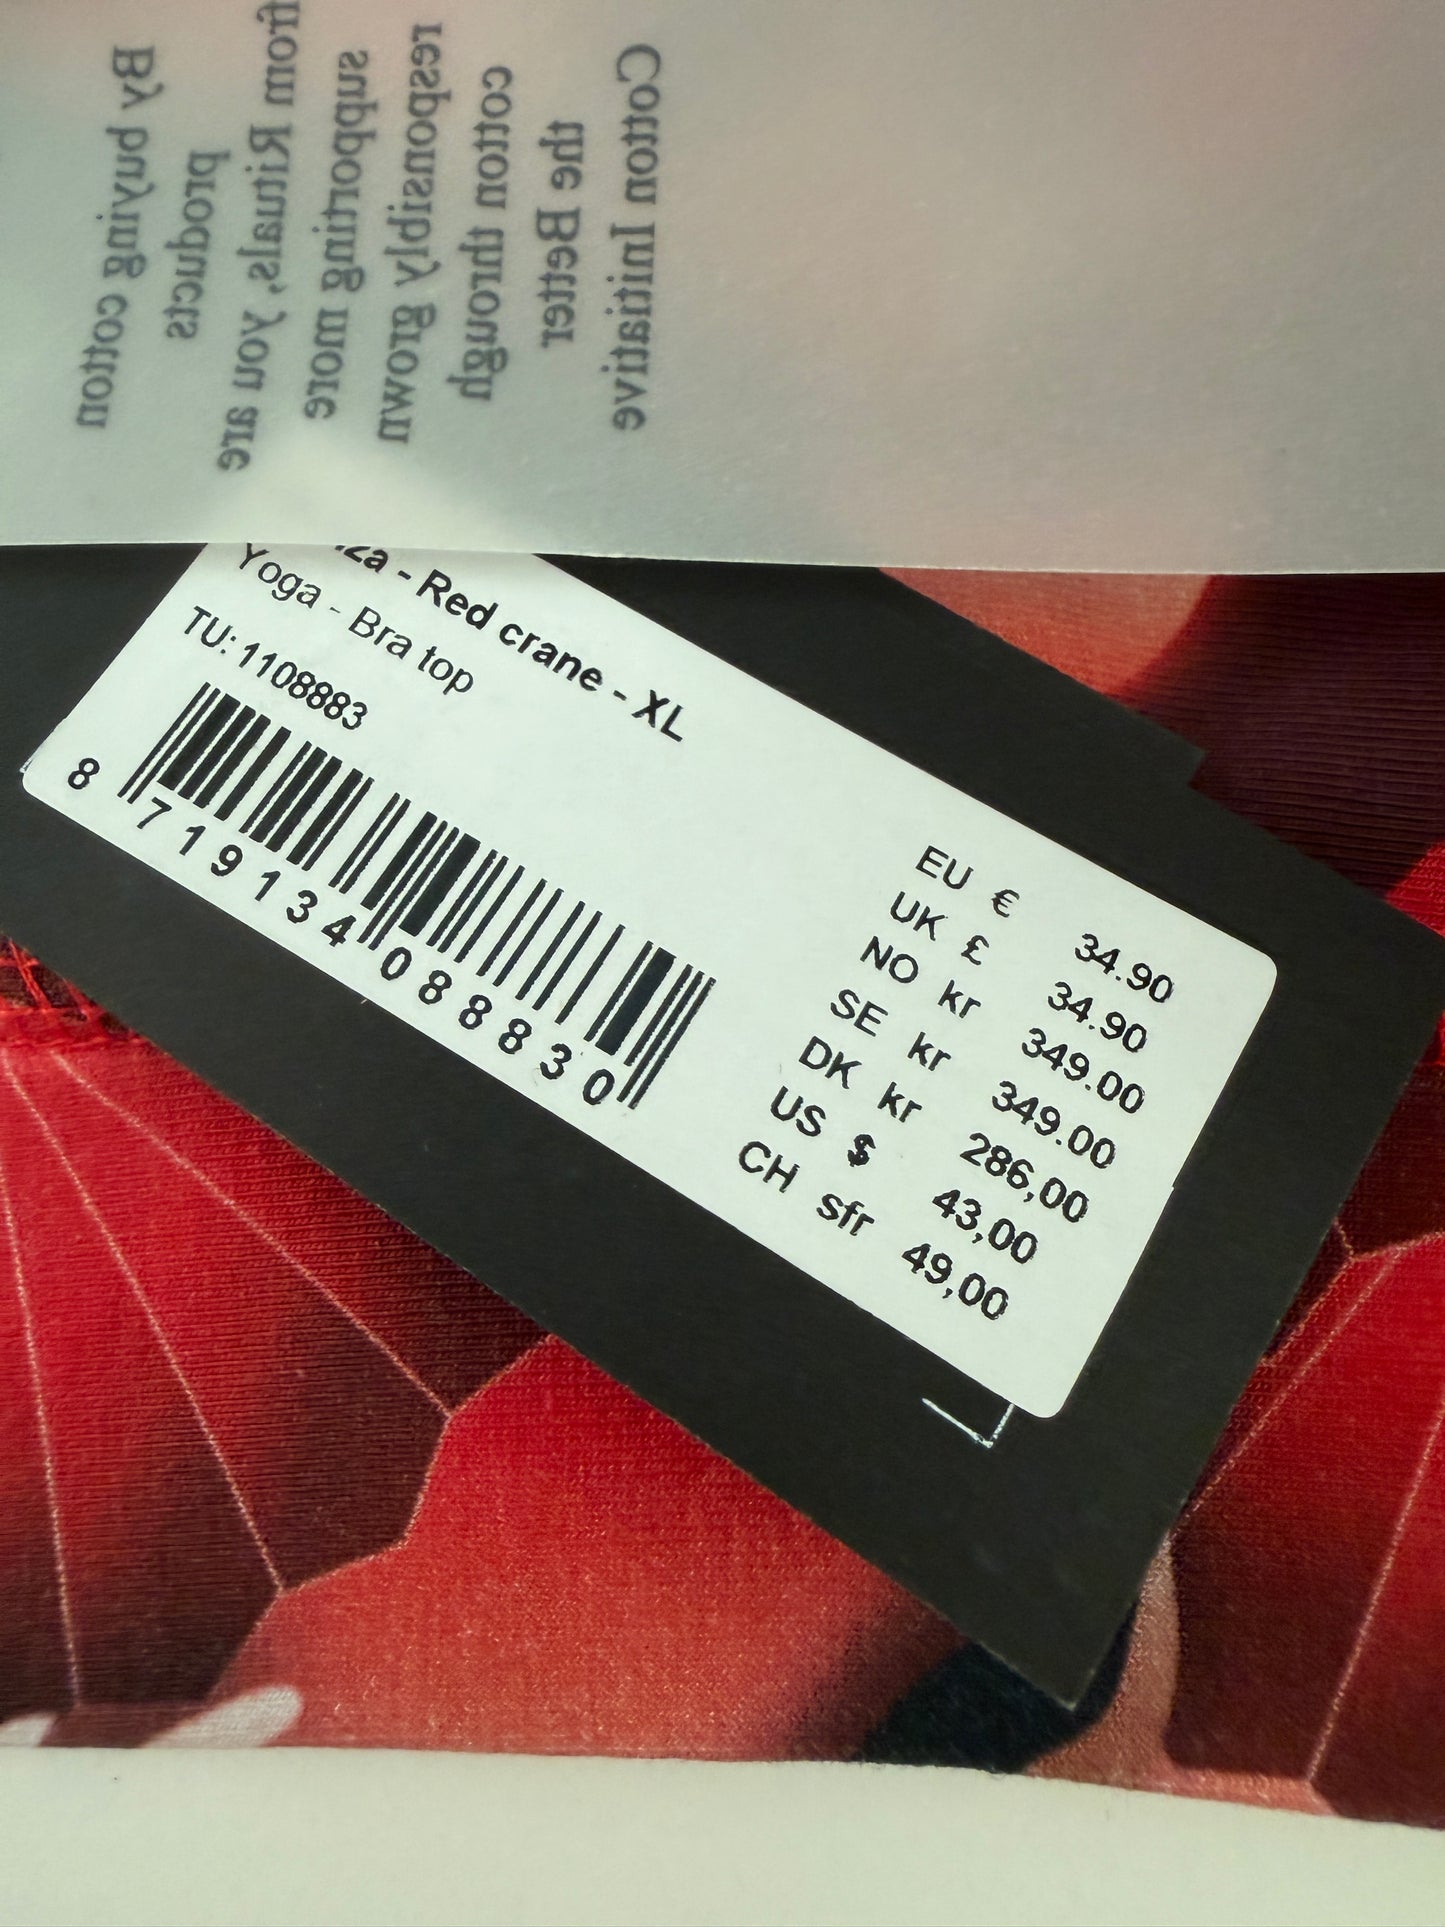 By buying cotton
products
from Rituals, you are
supporting more
responsibly grown
cotton through
the Better
Cotton Initiative
- Red crane - XL
Yoga - Bra top
TU: 1108883
8 719134 088830
EU € 34.90
UK £ 34.90
NO kr 349.00
SE kr 349.00
DK kr 286,00
US $ 43,00
CH sfr 49,00